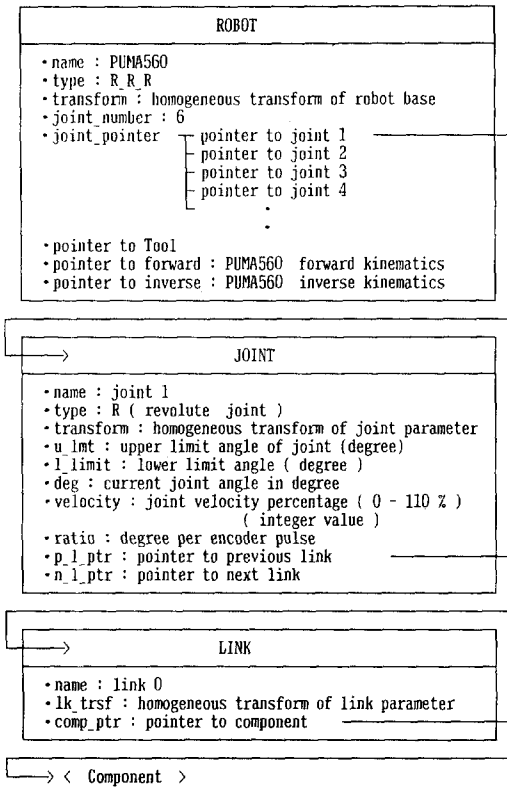 ROBOT
・name : PUMA560
・type : R_R_R
・transform : homogeneous transform of robot base
・joint_number : 6
・joint_pointer pointer to joint 1
pointer to joint 2
pointer to joint 3
pointer to joint 4
・
・
・pointer to Tool
・pointer to forward : PUMA560 forward kinematics
・pointer to inverse : PUMA560 inverse kinematics
JOINT
・name : joint 1
・type : R ( revolute joint )
・transform : homogeneous transform of joint parameter
・u_lmt : upper limit angle of joint (degree)
・l_limit : lower limit angle ( degree )
・deg : current joint angle in degree
・velocity : joint velocity percentage ( 0 - 110 % )
( integer value )
・ratio : degree per encoder pulse
・p_l_ptr : pointer to previous link
・n_l_ptr : pointer to next link
LINK
・name : link 0
・lk_trsf : homogeneous transform of link parameter
・comp_ptr : pointer to component
< Component >